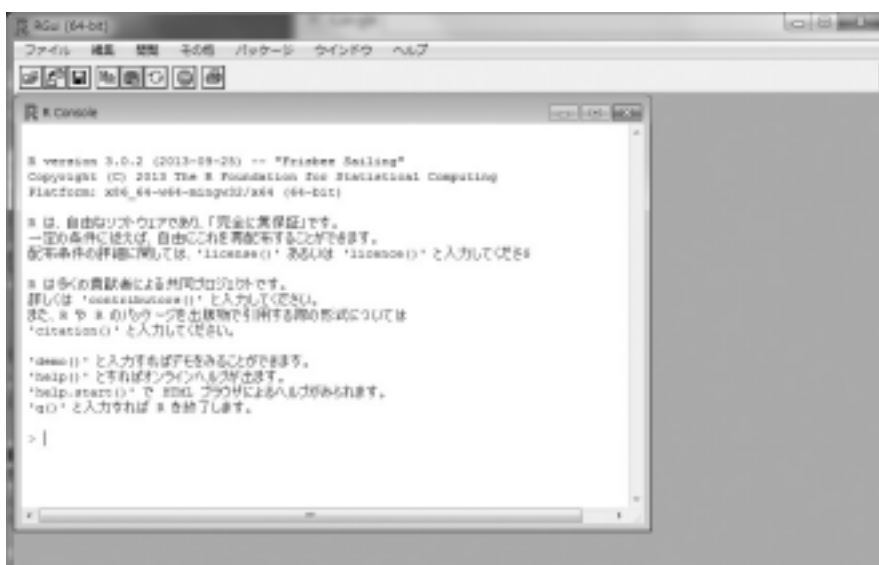 RGui (64-bit)
ファイル 編集 閲覧 その他 パッケージ ウインドウ ヘルプ
R Console
R version 3.0.2 (2013-09-25) -- "Frisbee Sailing"
Copyright (C) 2013 The R Foundation for Statistical Computing
Platform: x86_64-w64-mingw32/x64 (64-bit)
R は、自由なソフトウェアであり、「完全に無保証」です。
一定の条件に従えば、自由にこれを再配布することができます。
配布条件の詳細に関しては、'license()' あるいは 'licence()' と入力してくださ
R は多くの貢献者による共同プロジェクトです。
詳しくは 'contributors()' と入力してください。
また、R や R のパッケージを出版物で引用する際の形式については
'citation()' と入力してください。
'demo()' と入力すればデモをみることができます。
'help()' とすればオンラインヘルプが出ます。
'help.start()' で HTML ブラウザによるヘルプがみられます。
'q()' と入力すれば R を終了します。
>